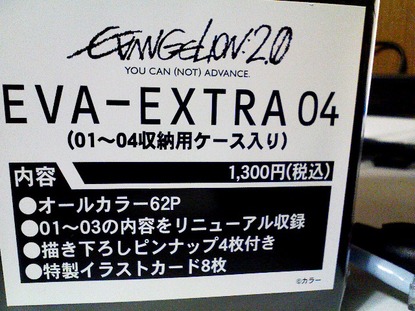 EVANGELION:2.0
YOU CAN (NOT) ADVANCE.
EVA-EXTRA 04
(01〜04収納用ケース入り)
内容 1,300円(税込)
●オールカラー62P
●01〜03の内容をリニューアル収録
●描き下ろしピンナップ4枚付き
●特製イラストカード8枚
©カラー